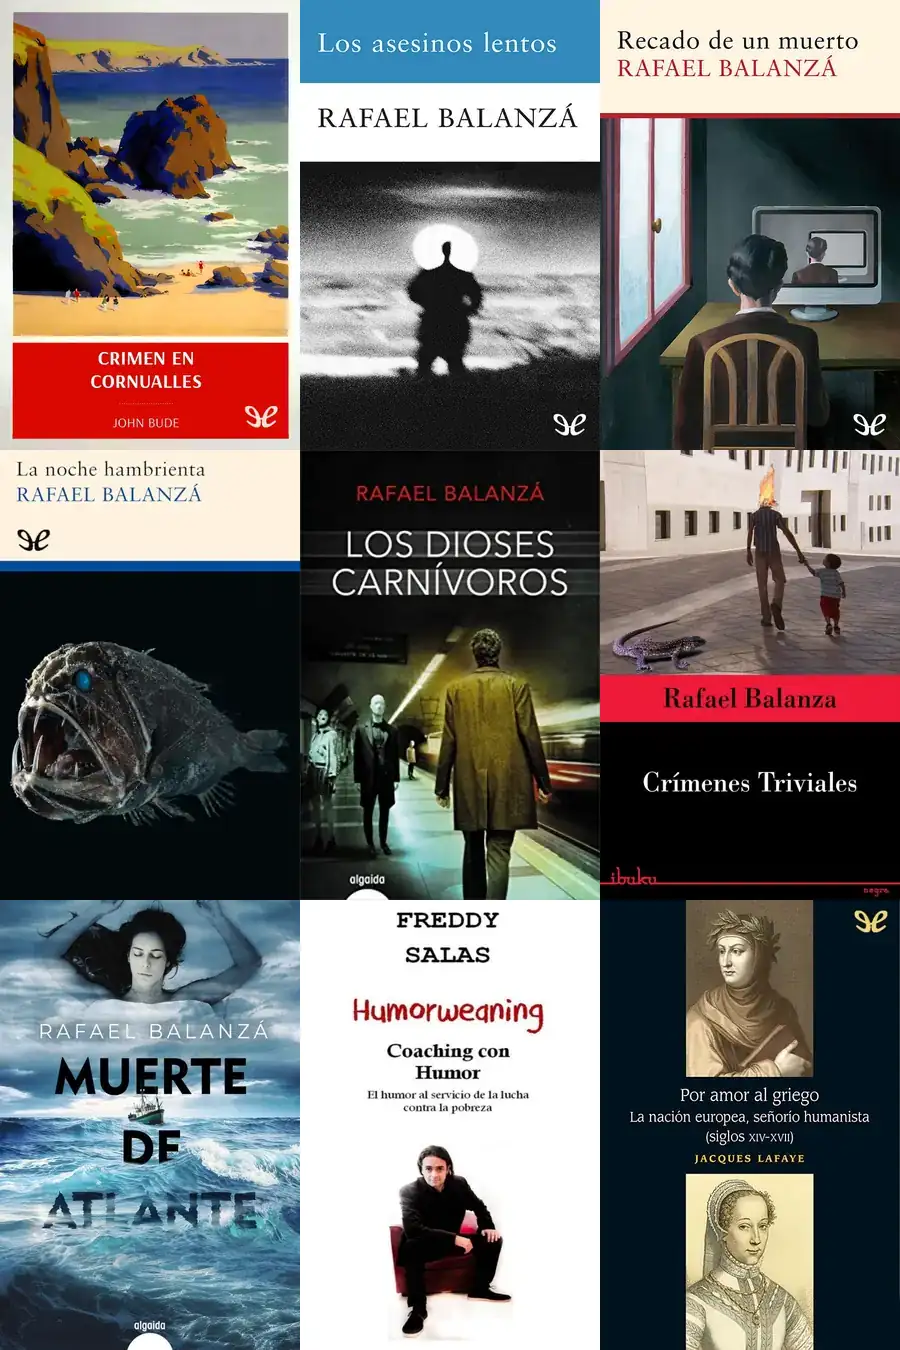 CRIMEN EN
CORNUALLES
JOHN BUDE
Los asesinos lentos
RAFAEL BALANZÁ
Recado de un muerto
RAFAEL BALANZÁ
La noche hambrienta
RAFAEL BALANZÁ
RAFAEL BALANZÁ
LOS DIOSES
CARNÍVOROS
algaida
Rafael Balanza
Crímenes Triviales
ibuku
negra
RAFAEL BALANZÁ
MUERTE
DE
ATLANTE
algaida
FREDDY
SALAS
Humorweaning
Coaching con
Humor
El humor al servicio de la lucha
contra la pobreza
Por amor al griego
La nación europea, señorío humanista
(siglos XIV-XVII)
JACQUES LAFAYE